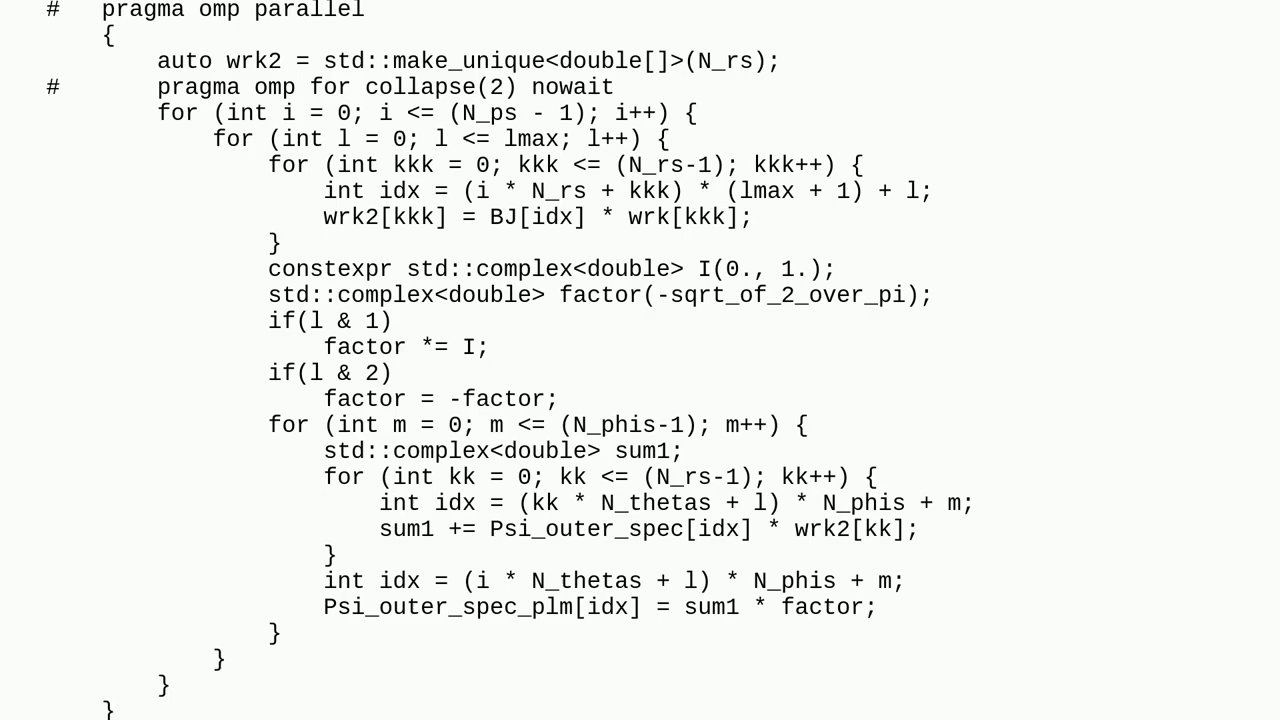 #   pragma omp parallel
    {
        auto wrk2 = std::make_unique<double[]>(N_rs);
#       pragma omp for collapse(2) nowait
        for (int i = 0; i <= (N_ps - 1); i++) {
            for (int l = 0; l <= lmax; l++) {
                for (int kkk = 0; kkk <= (N_rs-1); kkk++) {
                    int idx = (i * N_rs + kkk) * (lmax + 1) + l;
                    wrk2[kkk] = BJ[idx] * wrk[kkk];
                }
                constexpr std::complex<double> I(0., 1.);
                std::complex<double> factor(-sqrt_of_2_over_pi);
                if(l & 1)
                    factor *= I;
                if(l & 2)
                    factor = -factor;
                for (int m = 0; m <= (N_phis-1); m++) {
                    std::complex<double> sum1;
                    for (int kk = 0; kk <= (N_rs-1); kk++) {
                        int idx = (kk * N_thetas + l) * N_phis + m;
                        sum1 += Psi_outer_spec[idx] * wrk2[kk];
                    }
                    int idx = (i * N_thetas + l) * N_phis + m;
                    Psi_outer_spec_plm[idx] = sum1 * factor;
                }
            }
        }
    }